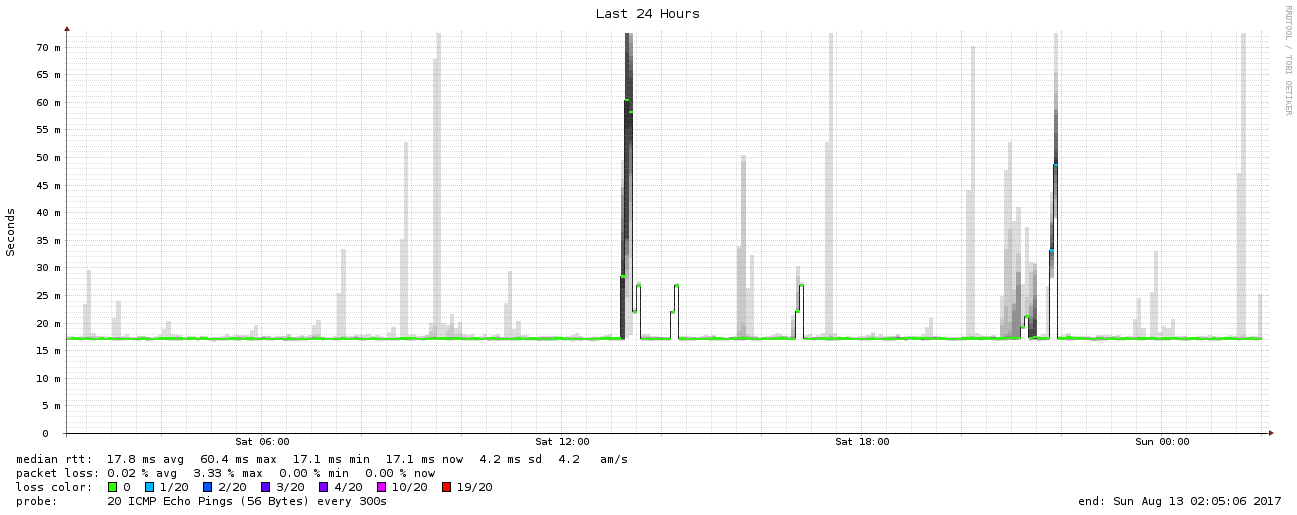 Last 24 Hours
RRDTOOL / TOBI OETIKER
Seconds
70 m
65 m
60 m
55 m
50 m
45 m
40 m
35 m
30 m
25 m
20 m
15 m
10 m
5 m
0
Sat 06:00 Sat 12:00 Sat 18:00 Sun 00:00
median rtt: 17.8 ms avg 60.4 ms max 17.1 ms min 17.1 ms now 4.2 ms sd 4.2 am/s
packet loss: 0.02 % avg 3.33 % max 0.00 % min 0.00 % now
loss color: 0 1/20 2/20 3/20 4/20 10/20 19/20
probe: 20 ICMP Echo Pings (56 Bytes) every 300s end: Sun Aug 13 02:05:06 2017